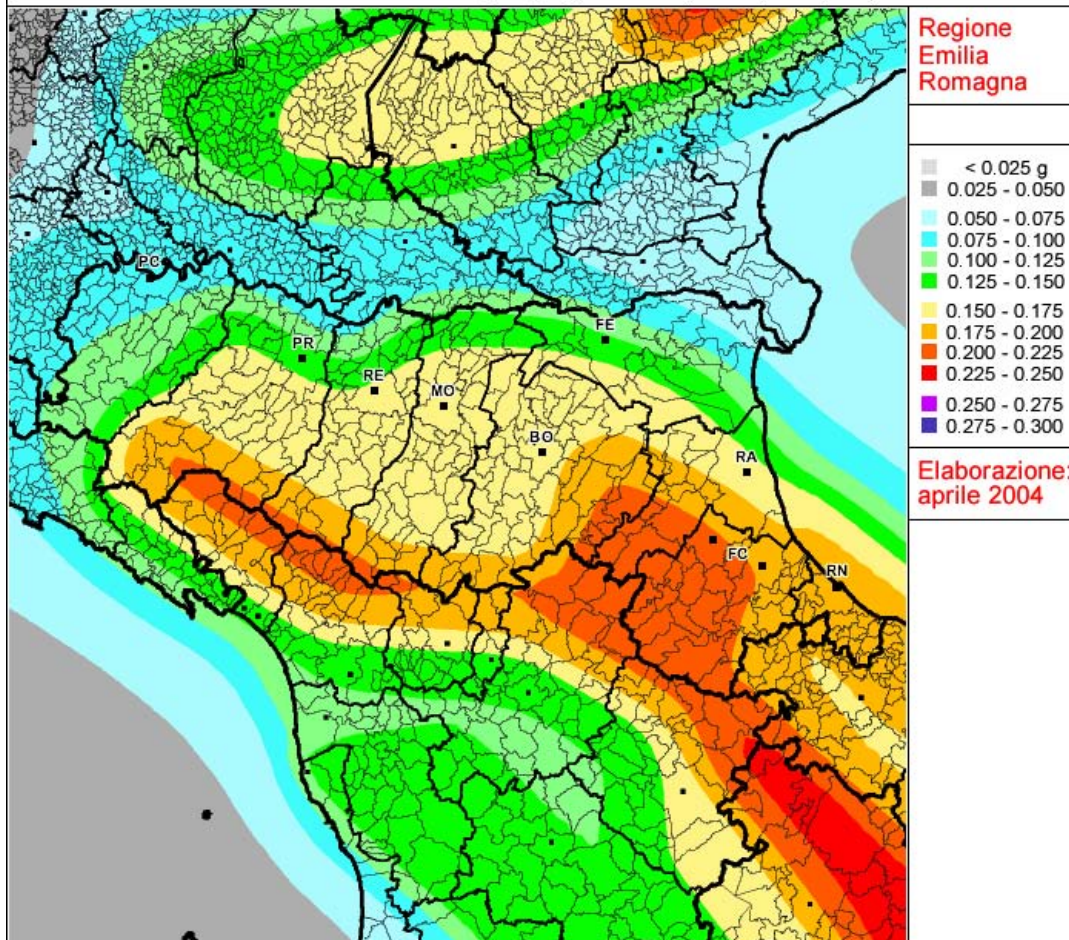 Regione
Emilia
Romagna
< 0.025 g
0.025 - 0.050
0.050 - 0.075
0.075 - 0.100
0.100 - 0.125
0.125 - 0.150
0.150 - 0.175
0.175 - 0.200
0.200 - 0.225
0.225 - 0.250
0.250 - 0.275
0.275 - 0.300
Elaborazione:
aprile 2004
PC
PR
FE
RE
MO
BO
RA
FC
RN